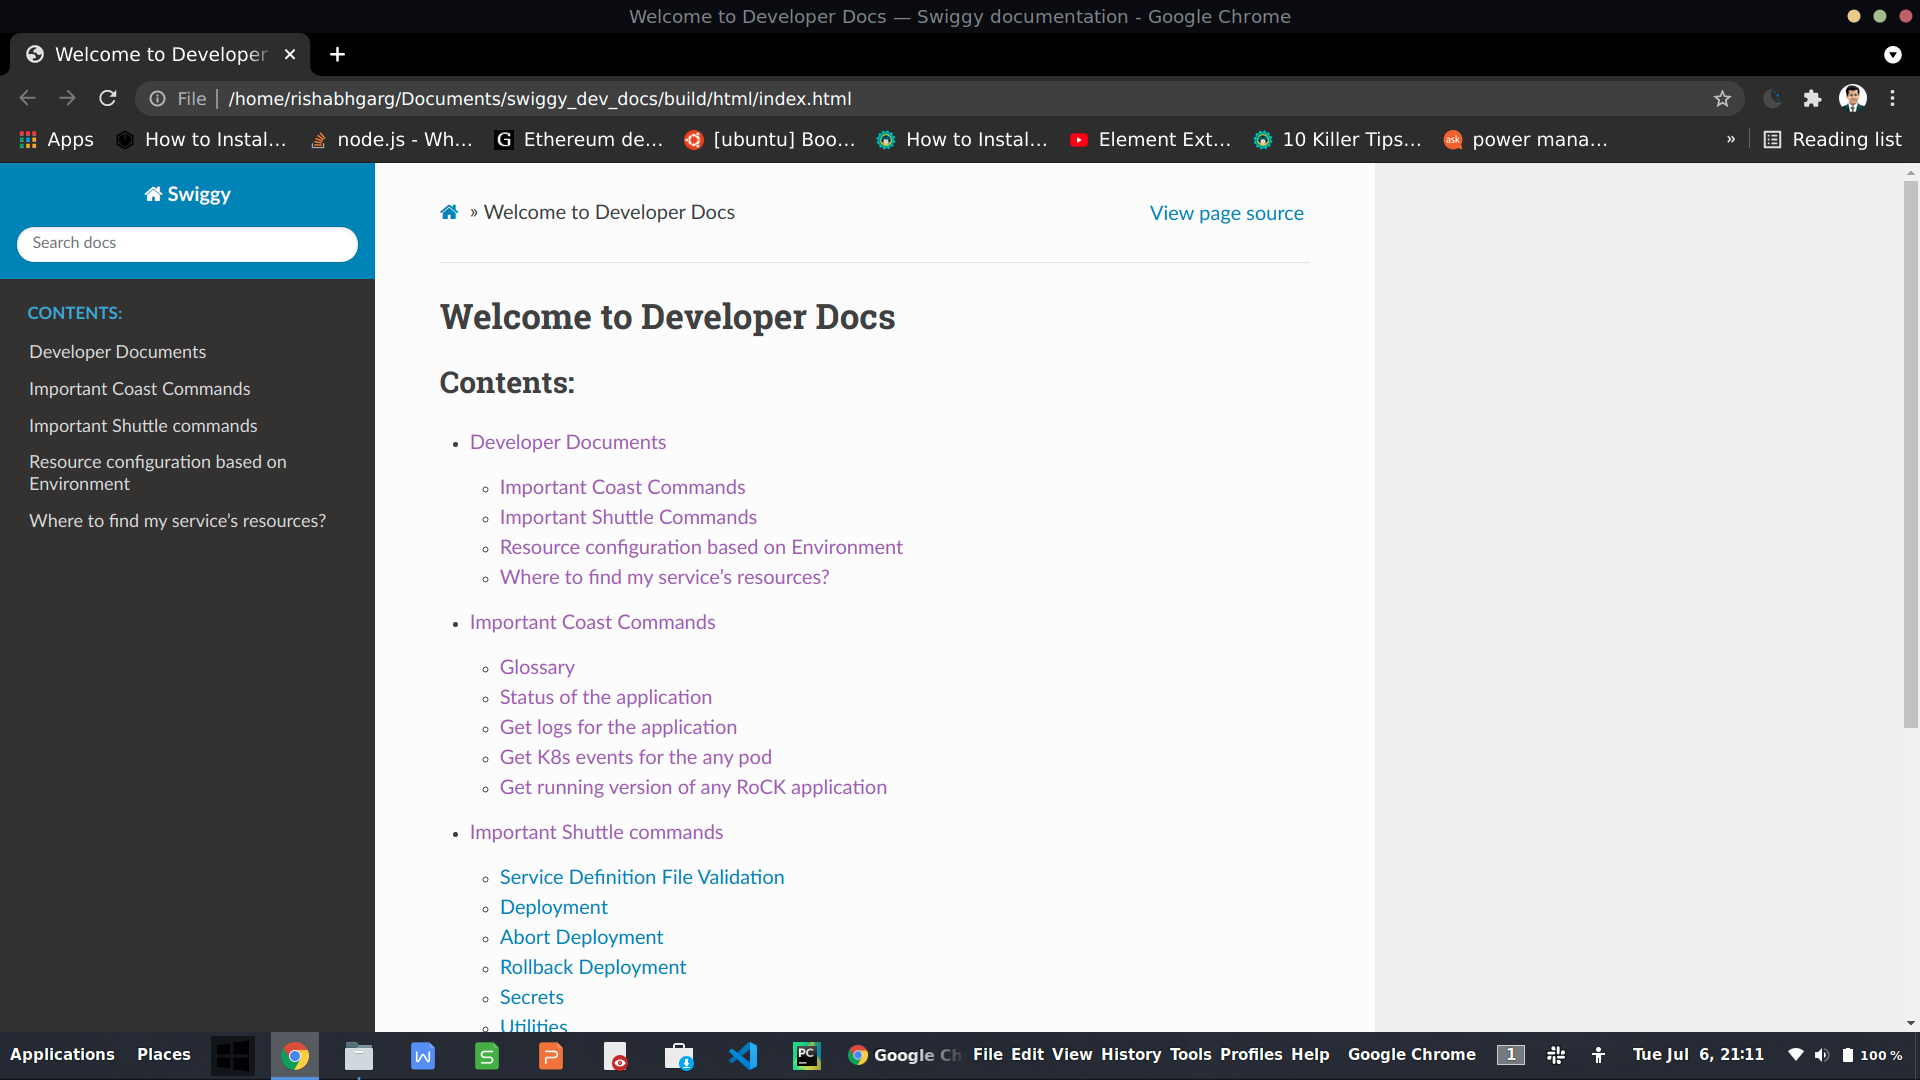 Welcome to Developer Docs — Swiggy documentation - Google Chrome
Welcome to Developer
File | /home/rishabhgarg/Documents/swiggy_dev_docs/build/html/index.html
Apps How to Instal... node.js - Wh... Ethereum de... [ubuntu] Boo... How to Instal... Element Ext... 10 Killer Tips... power mana... » Reading list
Swiggy
Search docs
CONTENTS:
Developer Documents
Important Coast Commands
Important Shuttle commands
Resource configuration based on
Environment
Where to find my service’s resources?
» Welcome to Developer Docs
View page source
Welcome to Developer Docs
Contents:
Developer Documents
Important Coast Commands
Important Shuttle Commands
Resource configuration based on Environment
Where to find my service’s resources?
Important Coast Commands
Glossary
Status of the application
Get logs for the application
Get K8s events for the any pod
Get running version of any RoCK application
Important Shuttle commands
Service Definition File Validation
Deployment
Abort Deployment
Rollback Deployment
Secrets
Utilities
Applications Places Google Ch File Edit View History Tools Profiles Help Google Chrome 1 Tue Jul 6, 21:11 100 %